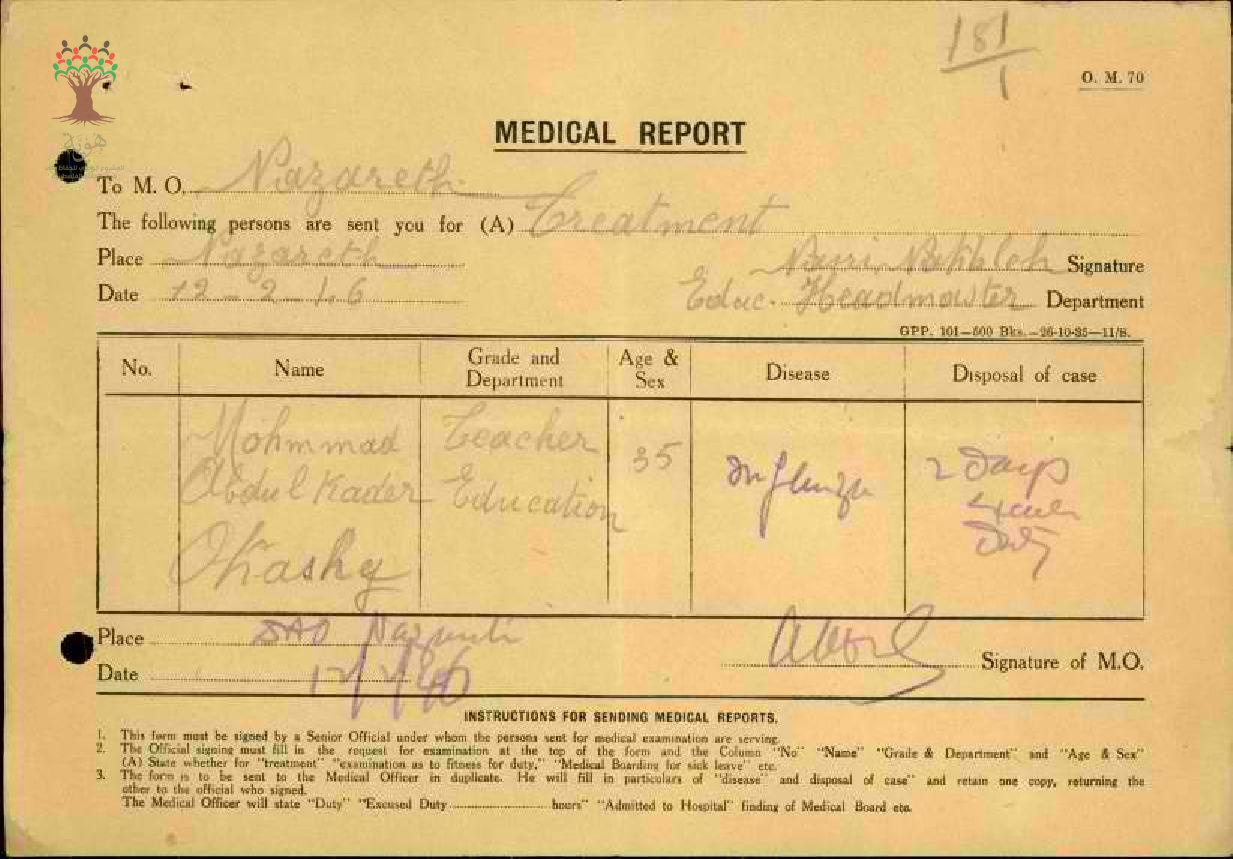 181/1
O. M. 70
MEDICAL REPORT
To M. O. Nazareth
The following persons are sent you for (A) Treatment
Place Nazareth Signature
Date 12-2-46 Educ. Headmaster Department
GPP. 101—500 Bks.—26-10-35—11/B.
No. Name Grade and Department Age & Sex Disease Disposal of case
Mohmmad Teacher 35 Influenza 2 Days
Abdul Kader Education
Okashy Duty
Place Nazareth
Date 12/2/46 Signature of M.O.
INSTRUCTIONS FOR SENDING MEDICAL REPORTS.
1. This form must be signed by a Senior Official under whom the persons sent for medical examination are serving.
2. The Official signing must fill in the request for examination at the top of the form and the Column "No" "Name" "Grade & Department" and "Age & Sex"
(A) State whether for "treatment" "examination as to fitness for duty," "Medical Boarding for sick leave" etc.
3. The form is to be sent to the Medical Officer in duplicate. He will fill in particulars of "disease" and disposal of case" and retain one copy, returning the
other to the official who signed.
The Medical Officer will state "Duty" "Excused Duty ........ hours" "Admitted to Hospital" finding of Medical Board etc.